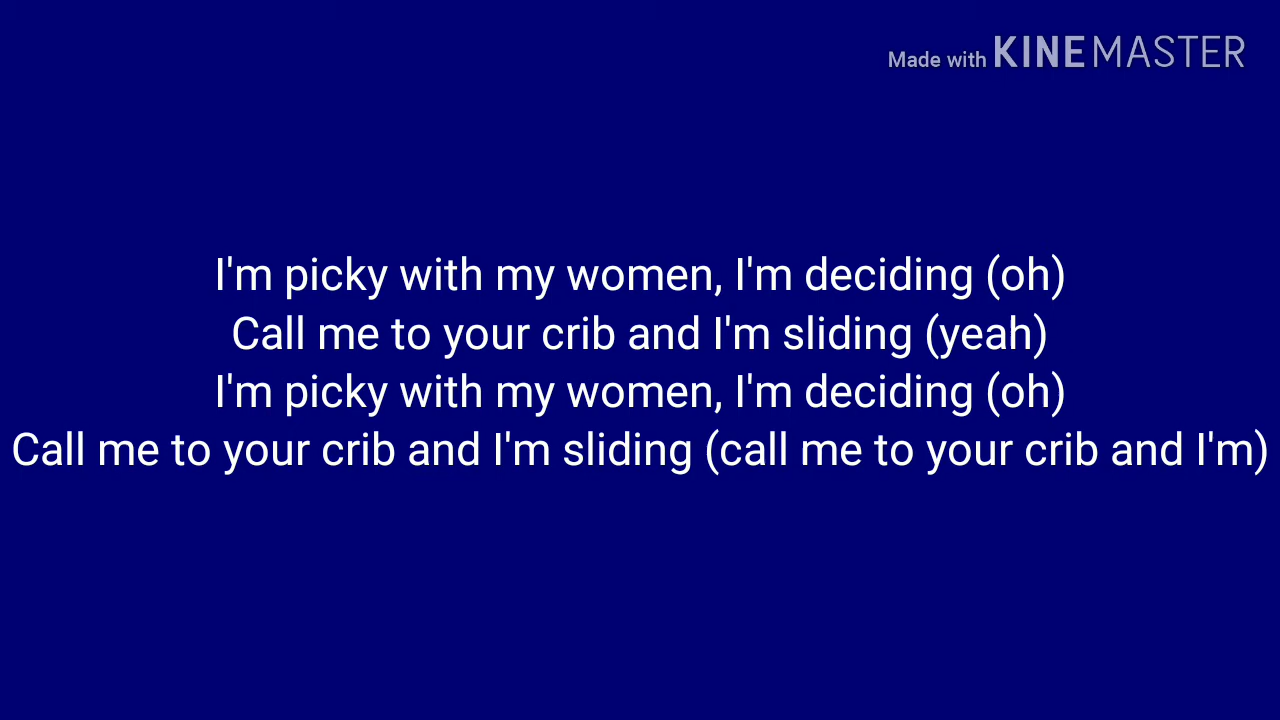 Made with KINEMASTER
I'm picky with my women, I'm deciding (oh)
Call me to your crib and I'm sliding (yeah)
I'm picky with my women, I'm deciding (oh)
Call me to your crib and I'm sliding (call me to your crib and I'm)